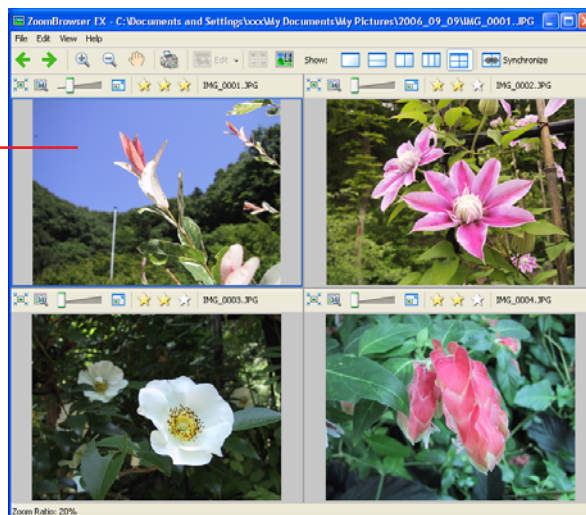 ZoomBrowser EX - C:\Documents and Settings\xxx\My Documents\My Pictures\2006_09_09\IMG_0001.JPG
File Edit View Help
Edit Show: Synchronize
IMG_0001.JPG IMG_0002.JPG
IMG_0003.JPG IMG_0004.JPG
Zoom Ratio: 20%